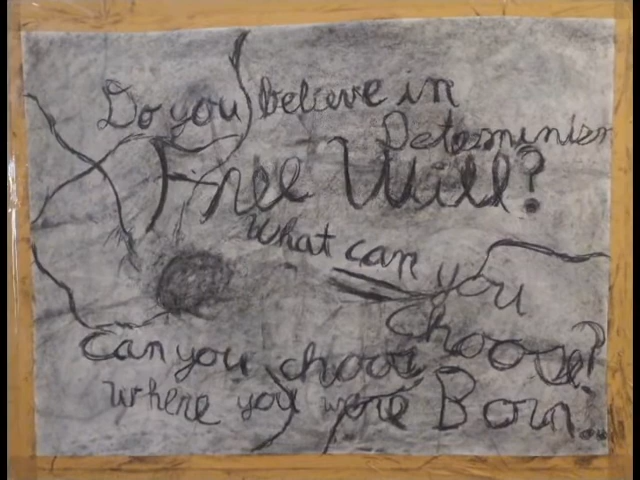 Do you believe in
Determinism
Free Will?
What can you
Choose?
Can you choose
where you were Born..